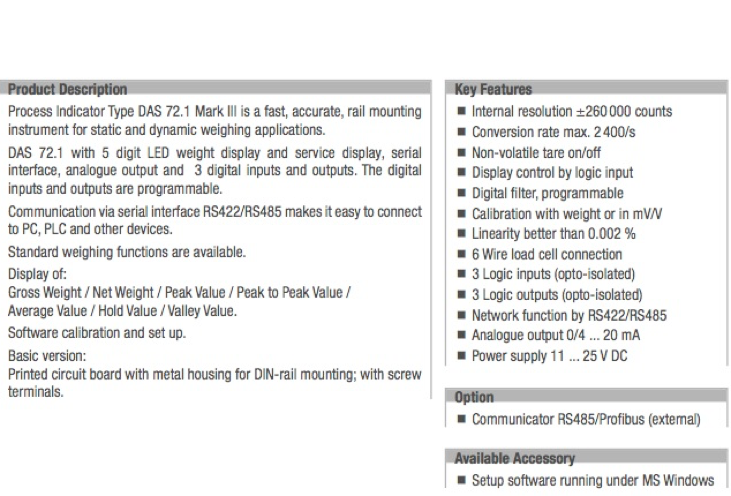 Product Description
Process Indicator Type DAS 72.1 Mark III is a fast, accurate, rail mounting
instrument for static and dynamic weighing applications.
DAS 72.1 with 5 digit LED weight display and service display, serial
interface, analogue output and 3 digital inputs and outputs. The digital
inputs and outputs are programmable.
Communication via serial interface RS422/RS485 makes it easy to connect
to PC, PLC and other devices.
Standard weighing functions are available.
Display of:
Gross Weight / Net Weight / Peak Value / Peak to Peak Value /
Average Value / Hold Value / Valley Value.
Software calibration and set up.
Basic version:
Printed circuit board with metal housing for DIN-rail mounting; with screw
terminals.
Key Features
■ Internal resolution ±260 000 counts
■ Conversion rate max. 2 400/s
■ Non-volatile tare on/off
■ Display control by logic input
■ Digital filter, programmable
■ Calibration with weight or in mV/V
■ Linearity better than 0.002 %
■ 6 Wire load cell connection
■ 3 Logic inputs (opto-isolated)
■ 3 Logic outputs (opto-isolated)
■ Network function by RS422/RS485
■ Analogue output 0/4 ... 20 mA
■ Power supply 11 ... 25 V DC
Option
■ Communicator RS485/Profibus (external)
Available Accessory
■ Setup software running under MS Windows